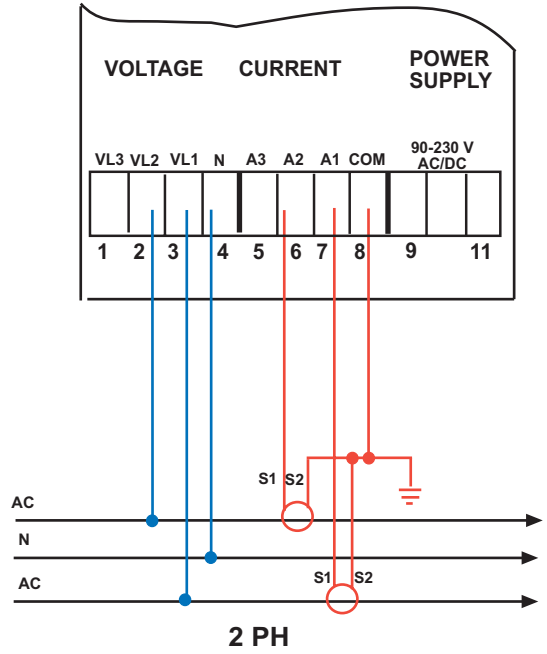 VOLTAGE CURRENT POWER SUPPLY
90-230 V AC/DC
VL3 VL2 VL1 N A3 A2 A1 COM
1 2 3 4 5 6 7 8 9 11
S1 S2
AC
N
AC
S1 S2
2 PH